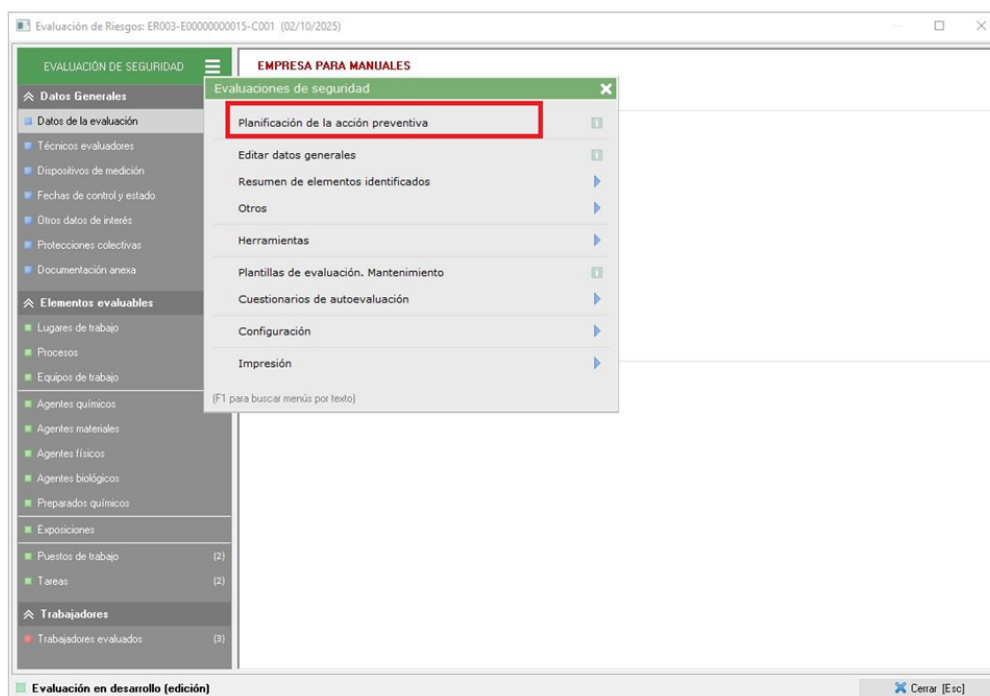 Evaluación de Riesgos: ER003-E00000000015-C001 (02/10/2025)
EVALUACIÓN DE SEGURIDAD
EMPRESA PARA MANUALES
Datos Generales
Datos de la evaluación
Técnicos evaluadores
Dispositivos de medición
Fechas de control y estado
Otros datos de interés
Protecciones colectivas
Documentación anexa
Elementos evaluables
Lugares de trabajo
Procesos
Equipos de trabajo
Agentes químicos
Agentes materiales
Agentes físicos
Agentes biológicos
Preparados químicos
Exposiciones
Puestos de trabajo (2)
Tareas (2)
Trabajadores
Trabajadores evaluados (3)
Evaluaciones de seguridad
Planificación de la acción preventiva
Editar datos generales
Resumen de elementos identificados
Otros
Herramientas
Plantillas de evaluación. Mantenimiento
Cuestionarios de autoevaluación
Configuración
Impresión
(F1 para buscar menús por texto)
Evaluación en desarrollo (edición)
Cerrar [Esc]